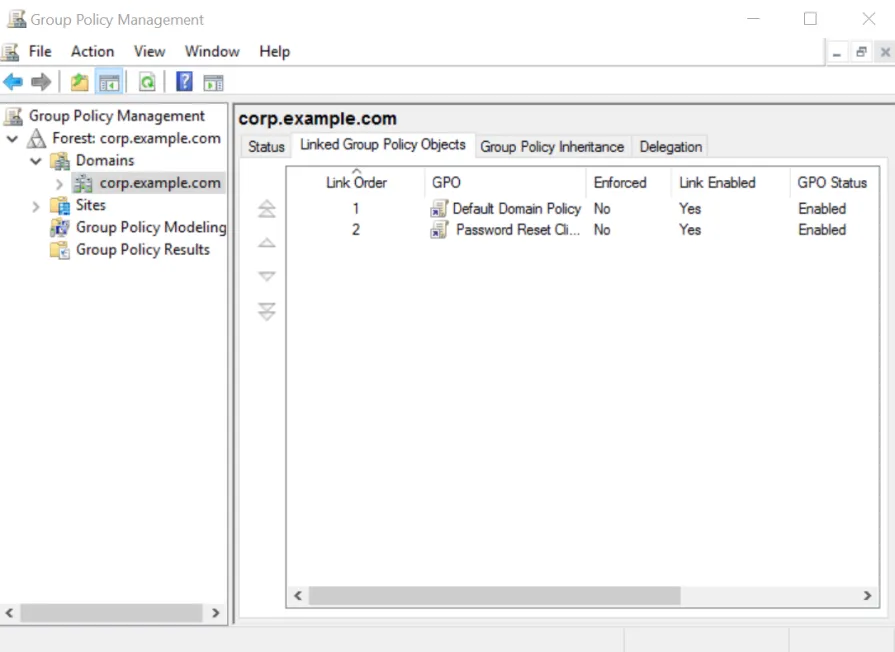 Group Policy Management
File Action View Window Help
Group Policy Management
Forest: corp.example.com
Domains
corp.example.com
Sites
Group Policy Modeling
Group Policy Results
corp.example.com
Status Linked Group Policy Objects Group Policy Inheritance Delegation
Link Order GPO Enforced Link Enabled GPO Status
1 Default Domain Policy No Yes Enabled
2 Password Reset Cli... No Yes Enabled